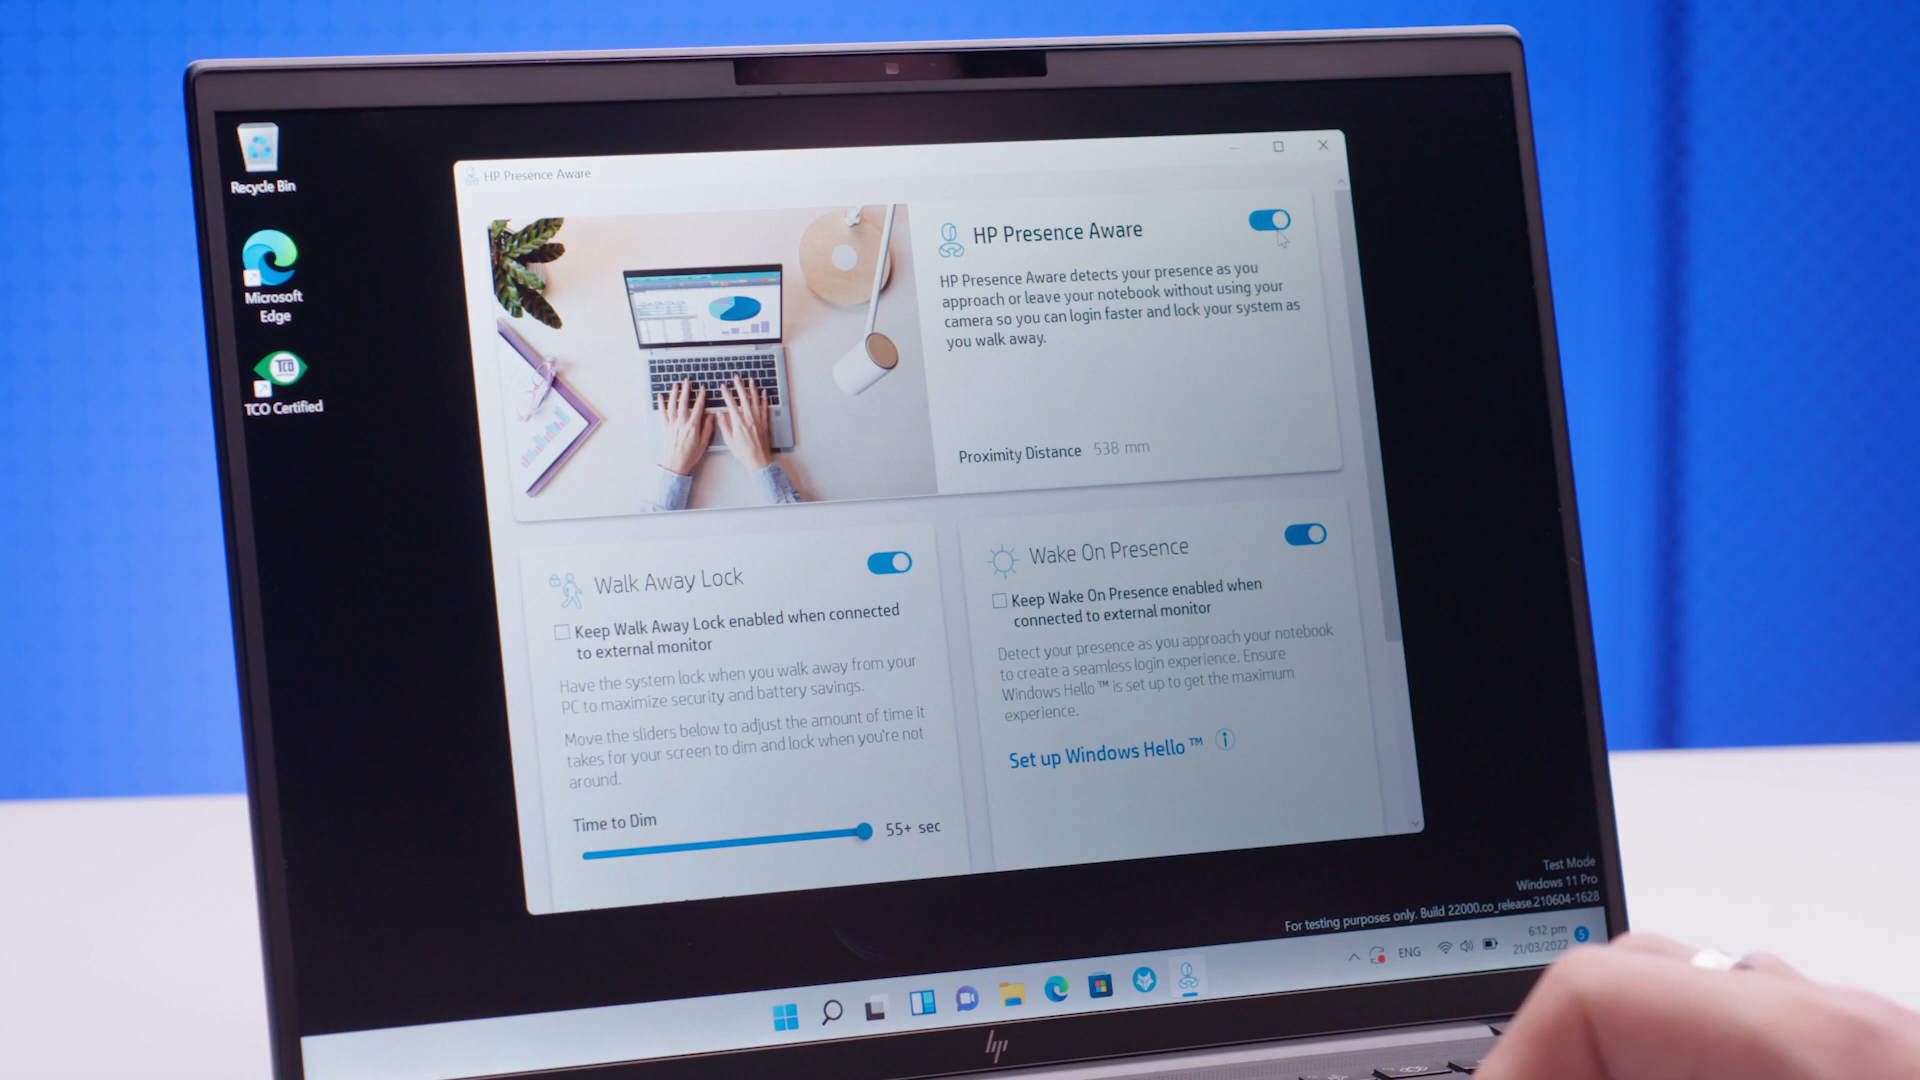 Recycle Bin
Microsoft
Edge
TCO
TCO Certified
HP Presence Aware
HP Presence Aware
HP Presence Aware detects your presence as you
approach or leave your notebook without using your
camera so you can login faster and lock your system as
you walk away.
Proximity Distance 538 mm
Walk Away Lock
Keep Walk Away Lock enabled when connected
to external monitor
Have the system lock when you walk away from your
PC to maximize security and battery savings.
Move the sliders below to adjust the amount of time it
takes for your screen to dim and lock when you're not
around.
Time to Dim 55+ sec
Wake On Presence
Keep Wake On Presence enabled when
connected to external monitor
Detect your presence as you approach your notebook
to create a seamless login experience. Ensure
Windows Hello™ is set up to get the maximum
experience.
Set up Windows Hello™ i
Test Mode
Windows 11 Pro
For testing purposes only. Build 22000.co_release.210604-1628
ENG
6:12 pm
21/03/2022
5
hp